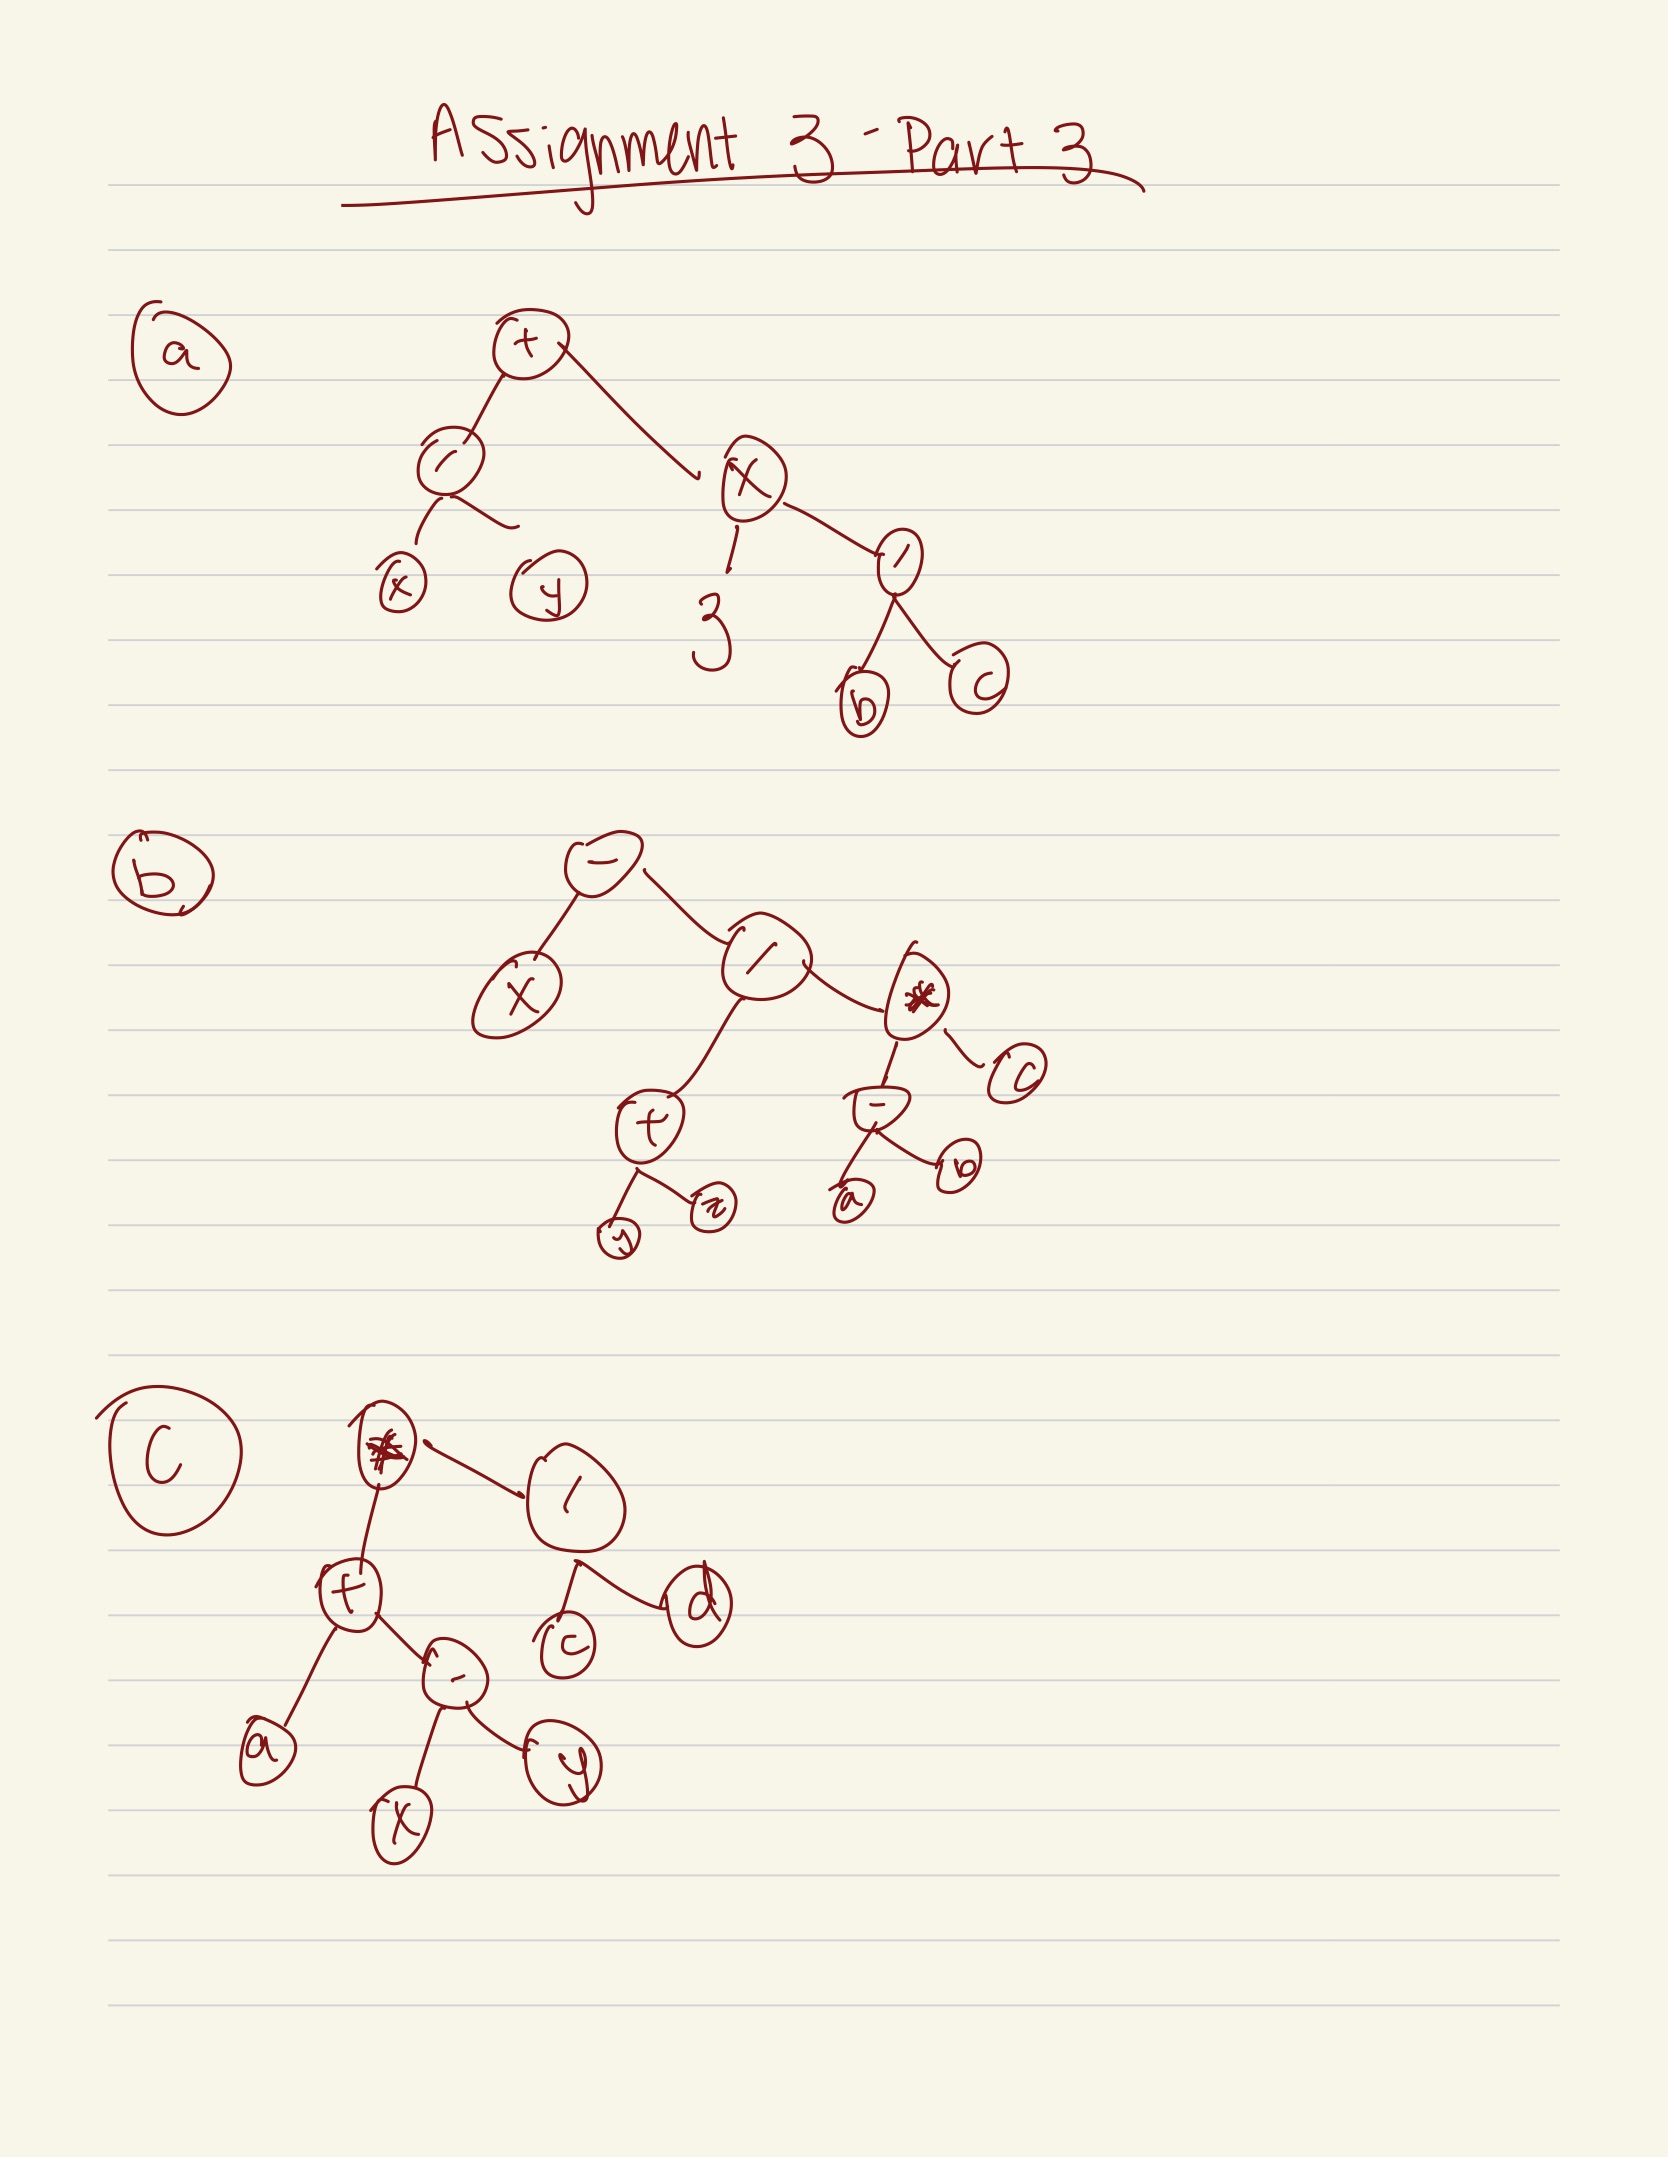 Assignment 3 - Part 3
a
+
/
x
x y
/
3
b c
b
-
x / *
c
+ -
y z a b
c
*
/
+ c d
-
a y
x